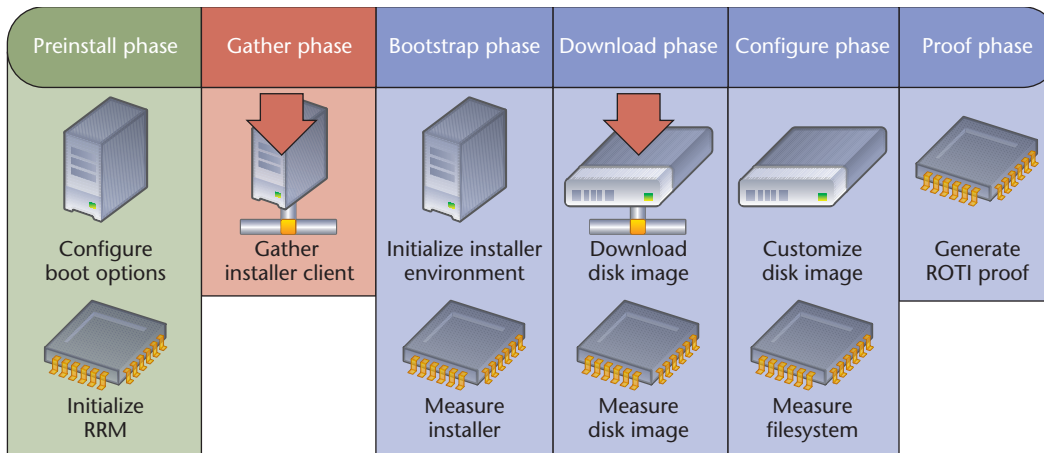 Preinstall phase
Gather phase
Bootstrap phase
Download phase
Configure phase
Proof phase
Configure
boot options
Gather
installer client
Initialize installer
environment
Download
disk image
Customize
disk image
Generate
ROTI proof
Initialize
RRM
Measure
installer
Measure
disk image
Measure
filesystem